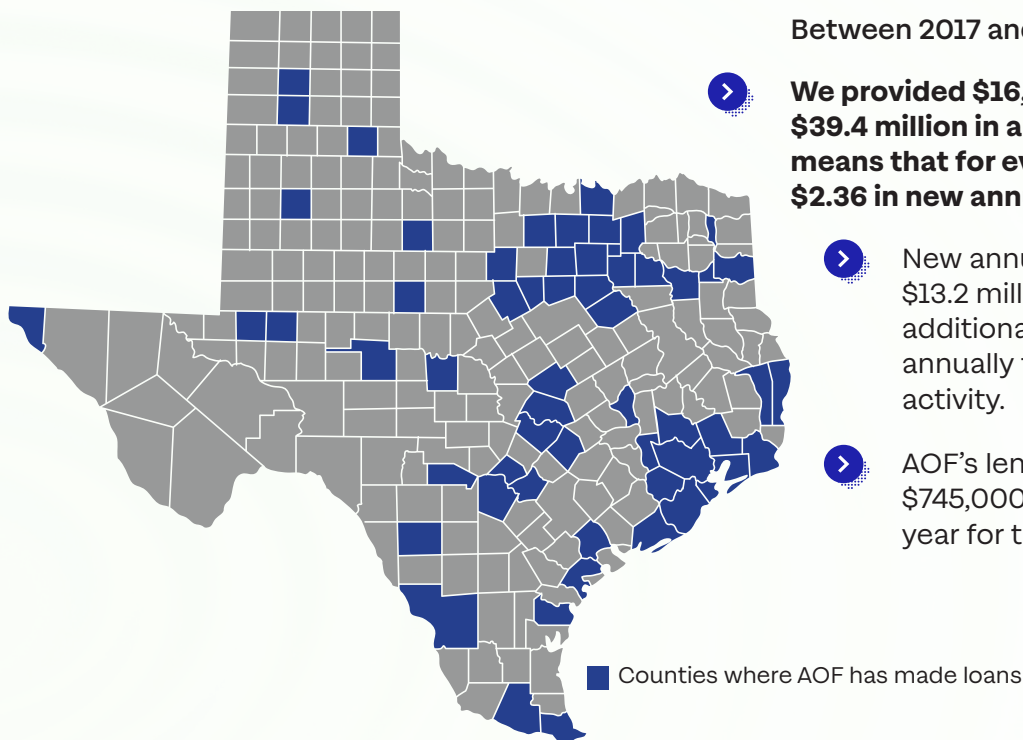 Between 2017 and
We provided $16,
$39.4 million in a
means that for ev
$2.36 in new ann
New annu
$13.2 mill
additiona
annually
activity.
AOF's len
$745,000
year for t
Counties where AOF has made loans